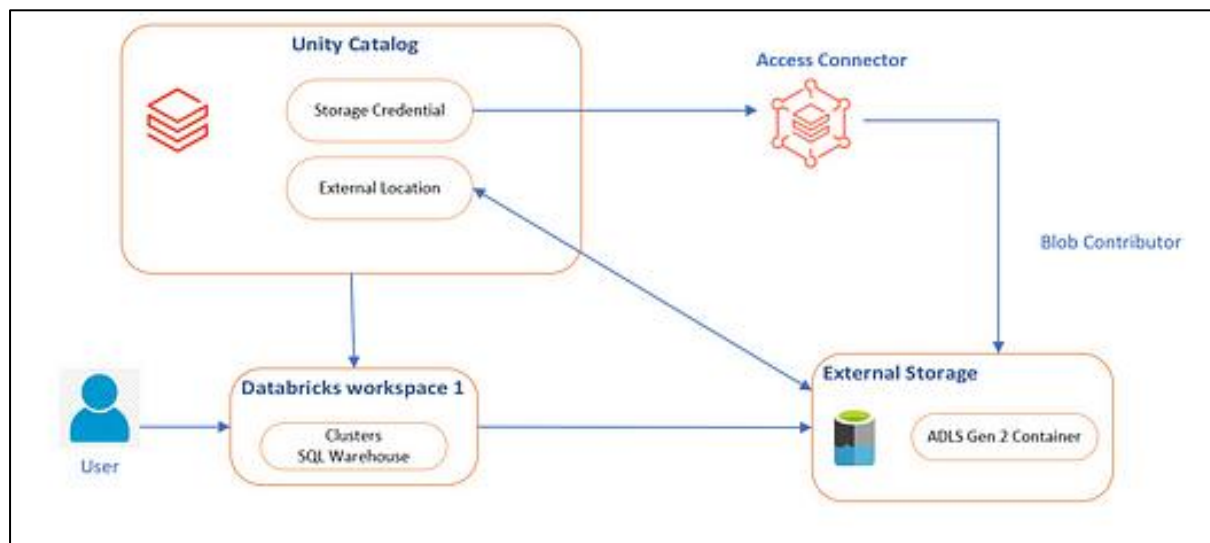 Unity Catalog
Storage Credential
External Location
Access Connector
Blob Contributor
User
Databricks workspace 1
Clusters
SQL Warehouse
External Storage
ADLS Gen 2 Container